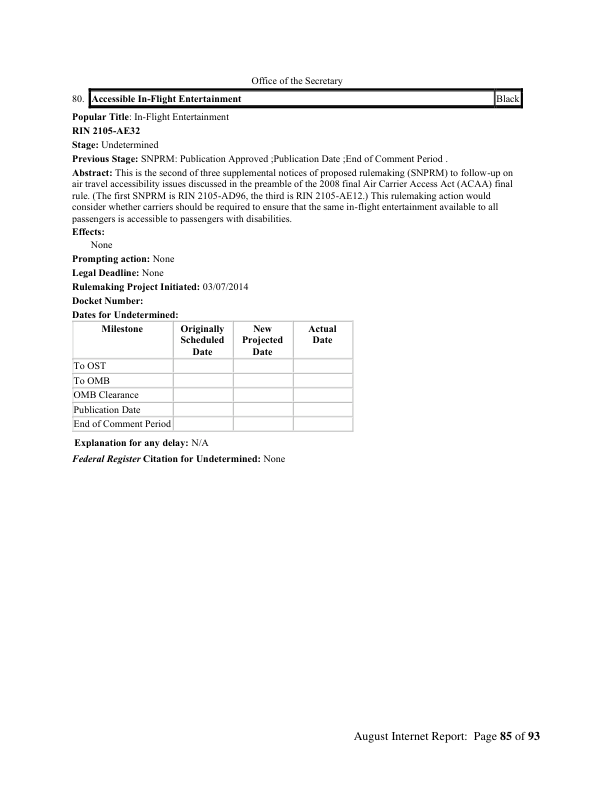 Office of the Secretary
80. Accessible In-Flight Entertainment Black
Popular Title: In-Flight Entertainment
RIN 2105-AE32
Stage: Undetermined
Previous Stage: SNPRM: Publication Approved ;Publication Date ;End of Comment Period .
Abstract: This is the second of three supplemental notices of proposed rulemaking (SNPRM) to follow-up on
air travel accessibility issues discussed in the preamble of the 2008 final Air Carrier Access Act (ACAA) final
rule. (The first SNPRM is RIN 2105-AD96, the third is RIN 2105-AE12.) This rulemaking action would
consider whether carriers should be required to ensure that the same in-flight entertainment available to all
passengers is accessible to passengers with disabilities.
Effects:
None
Prompting action: None
Legal Deadline: None
Rulemaking Project Initiated: 03/07/2014
Docket Number:
Dates for Undetermined:
Milestone Originally New Actual
Scheduled Projected Date
Date Date
To OST
To OMB
OMB Clearance
Publication Date
End of Comment Period
Explanation for any delay: N/A
Federal Register Citation for Undetermined: None
August Internet Report: Page 85 of 93